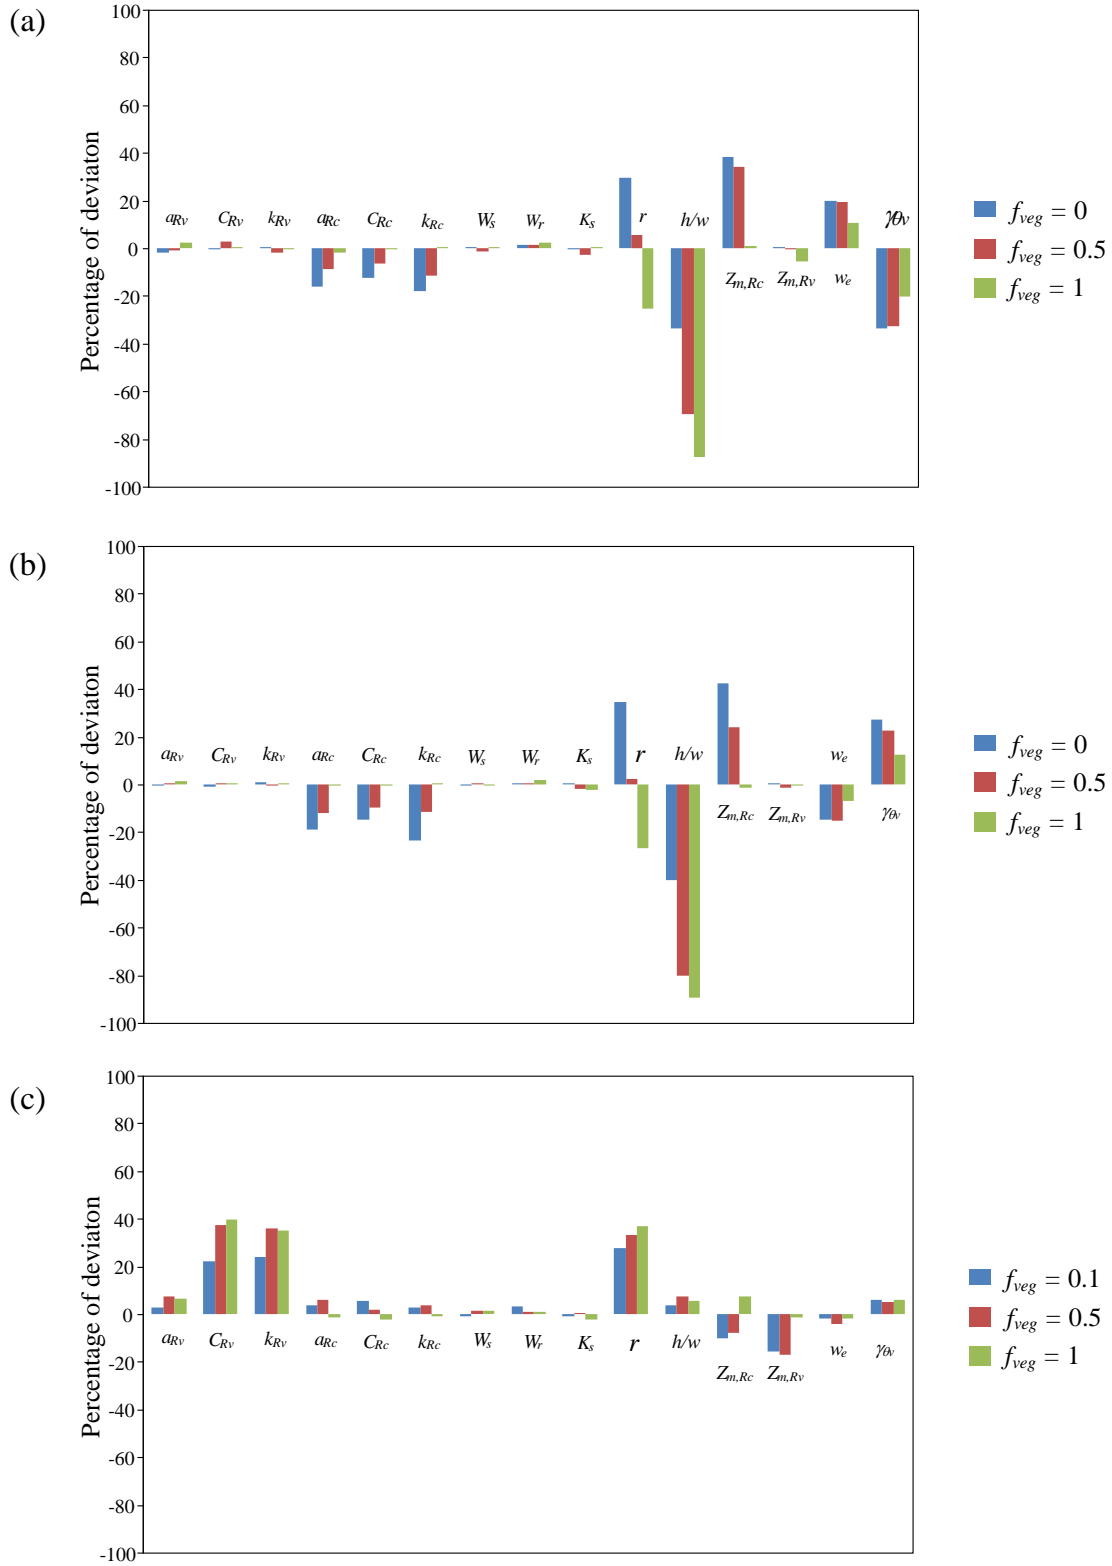 (a)
Percentage of deviaton
100
80
60
40
20
0
-20
-40
-60
-80
-100
aRv CRv kRv aRc CRc kRc Ws Wr Ks r h/w γθv
Zm,Rc Zm,Rv we
fveg = 0
fveg = 0.5
fveg = 1
(b)
Percentage of deviaton
100
80
60
40
20
0
-20
-40
-60
-80
-100
aRv CRv kRv aRc CRc kRc Ws Wr Ks r h/w we
Zm,Rc Zm,Rv γθv
fveg = 0
fveg = 0.5
fveg = 1
(c)
Percentage of deviaton
100
80
60
40
20
0
-20
-40
-60
-80
-100
aRv CRv kRv aRc CRc kRc Ws Wr Ks r h/w we γθv
Zm,Rc Zm,Rv
fveg = 0.1
fveg = 0.5
fveg = 1